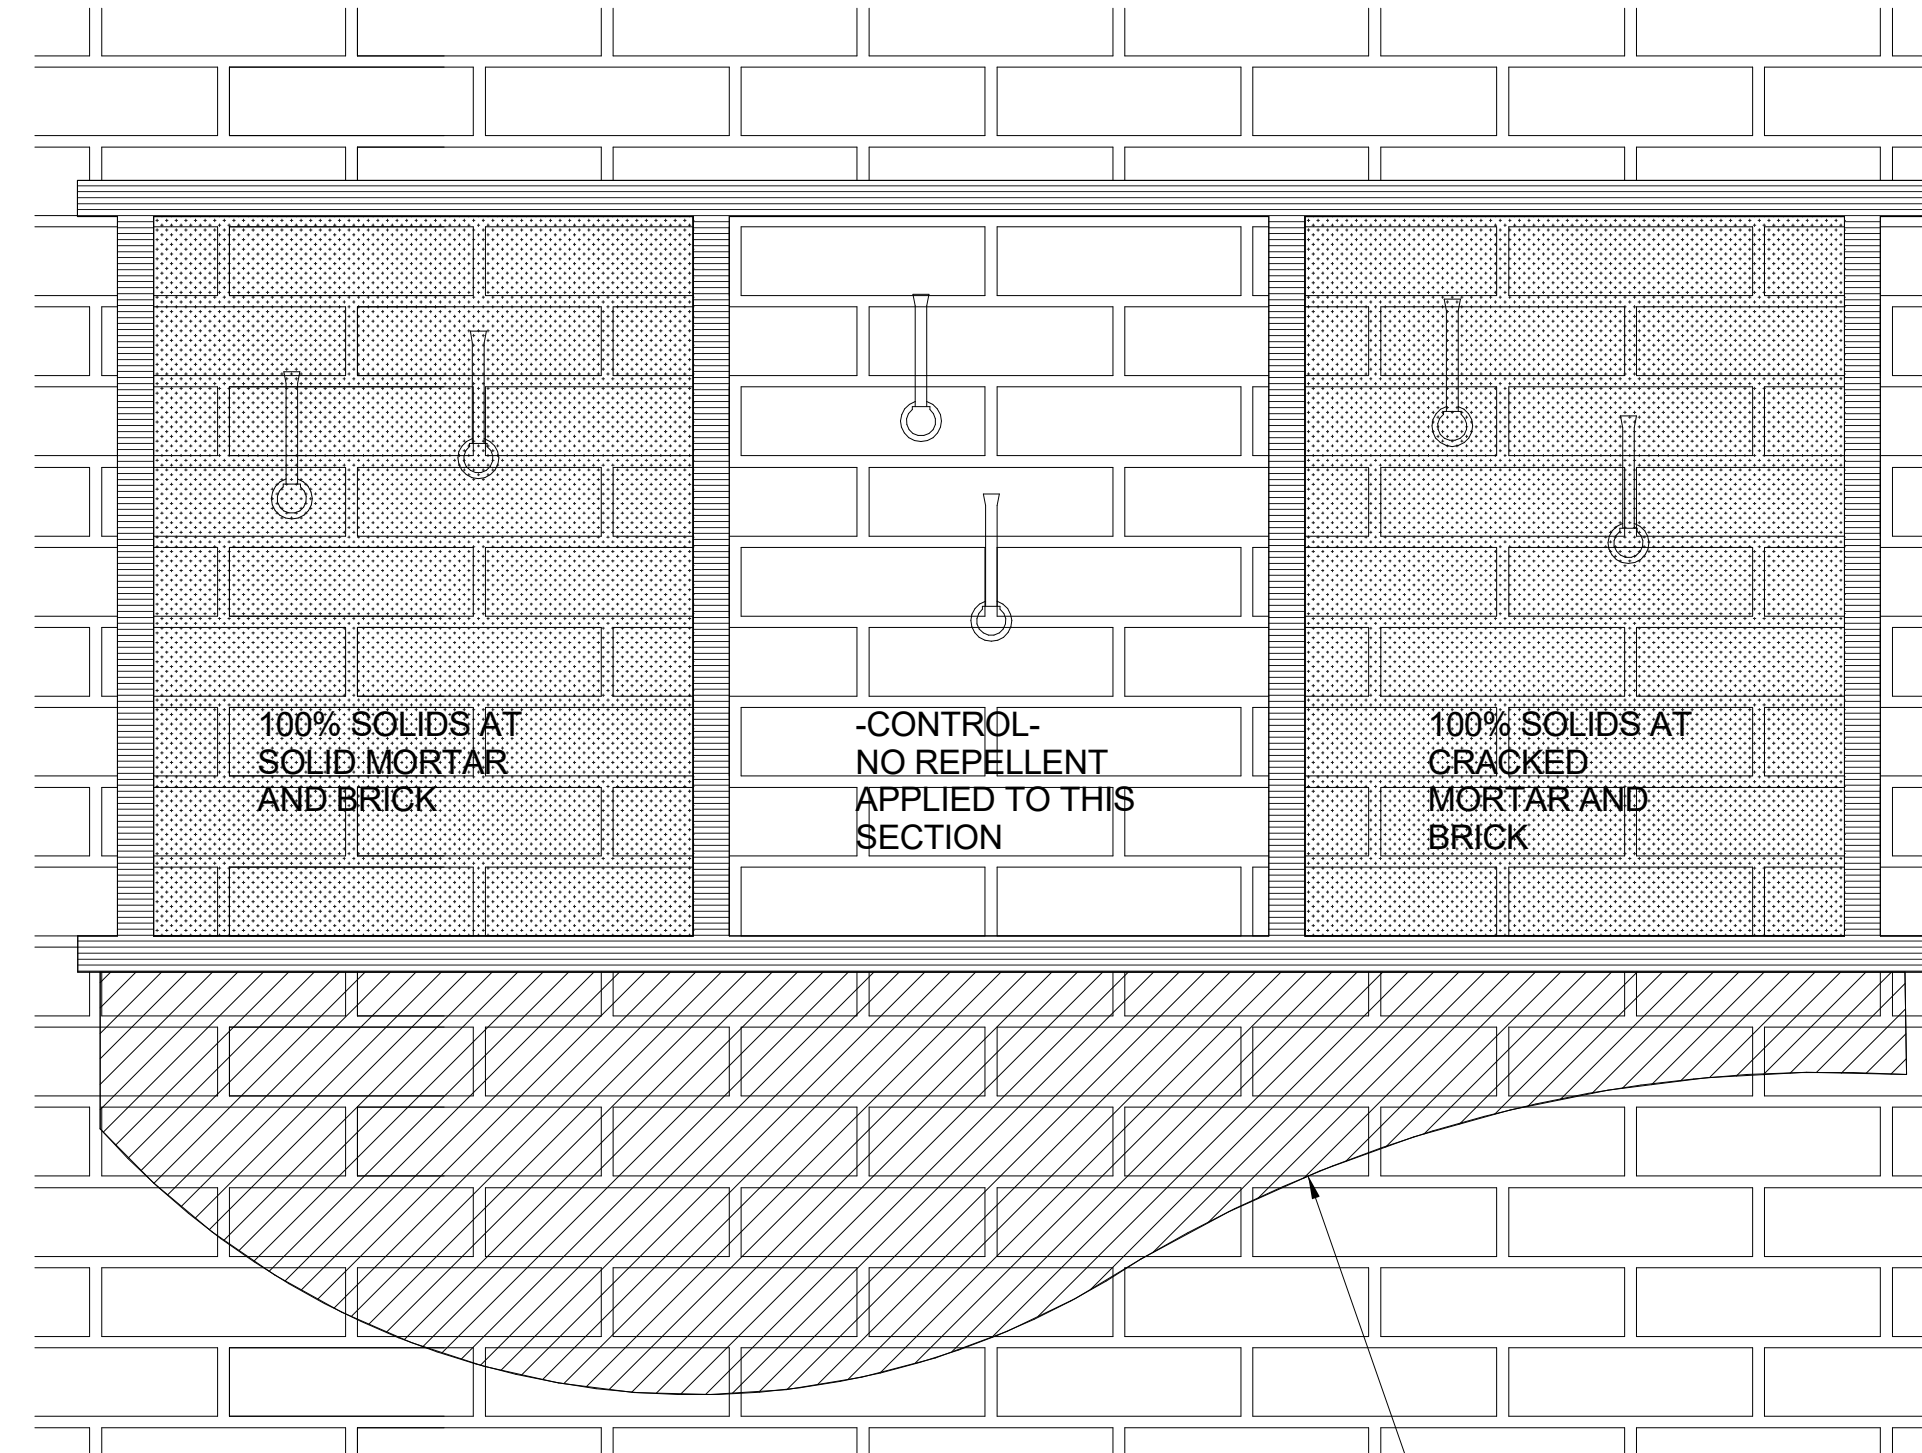 100% SOLIDS AT
SOLID MORTAR
AND BRICK
-CONTROL-
NO REPELLENT
APPLIED TO THIS
SECTION
100% SOLIDS AT
CRACKED
MORTAR AND
BRICK